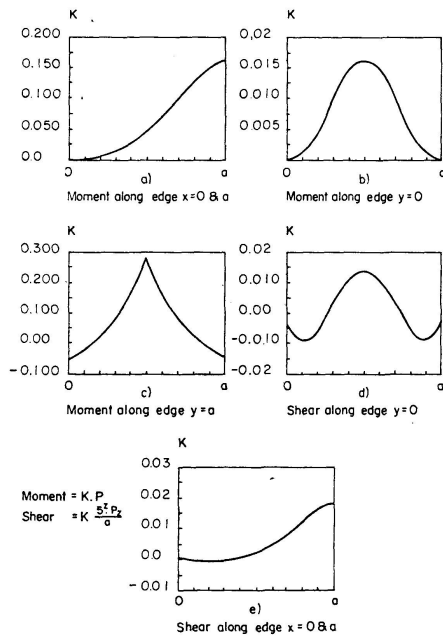 K K
0.200 0,02
0.150 0.015
0.100 0.010
0.050 0.005
0.0
0 a 0 a
a) b)
Moment along edge x=0 & a Moment along edge y=0
K K
0.300 0.02
0.200 0.010
0.100 0.00
0.00 -0.010
-0.100 -0.02
0 a 0 a
c) d)
Moment along edge y=a Shear along edge y=0
K
0.03
0.02
0.01
0.0
-0.01
0 a
e)
Shear along edge x=0 & a
Moment = K.P
Shear = K
a